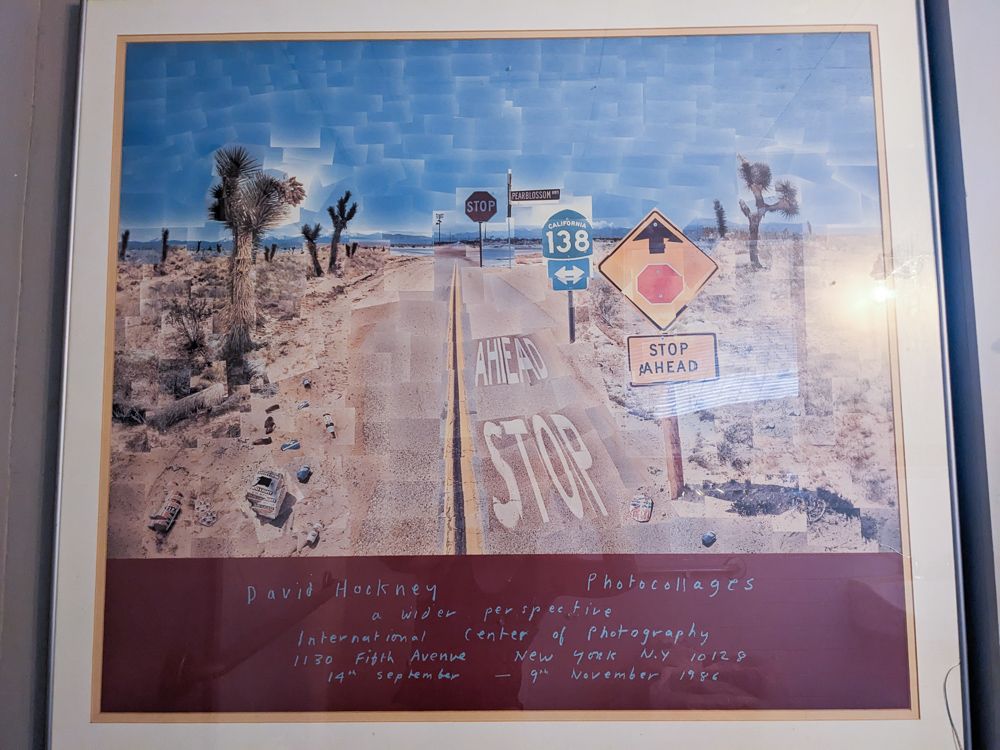 STOP
PEARBLOSSOM HWY
CALIFORNIA
138
STOP
AHEAD
AHEAD
STOP
David Hockney Photocollages
a wider perspective
International Center of Photography
1130 Fifth Avenue New York N.Y 10128
14th September — 9th November 1986